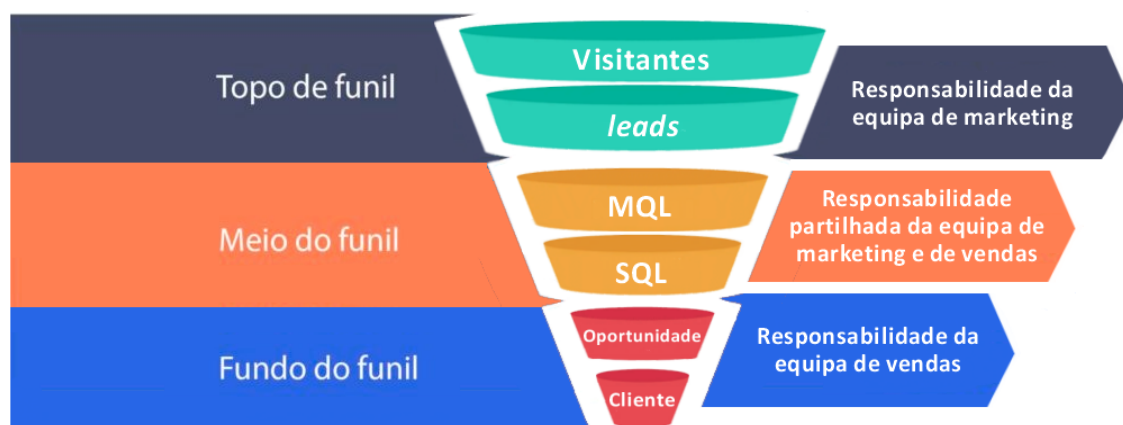 Topo de funil
Visitantes
leads
Responsabilidade da
equipa de marketing
Meio do funil
MQL
SQL
Responsabilidade
partilhada da equipa de
marketing e de vendas
Fundo do funil
Oportunidade
Cliente
Responsabilidade da
equipa de vendas